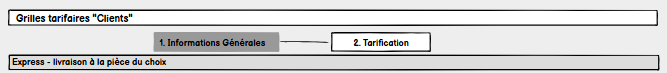 Grilles tarifaires "Clients"
1. Informations Générales 2. Tarification
Express - livraison à la pièce du choix